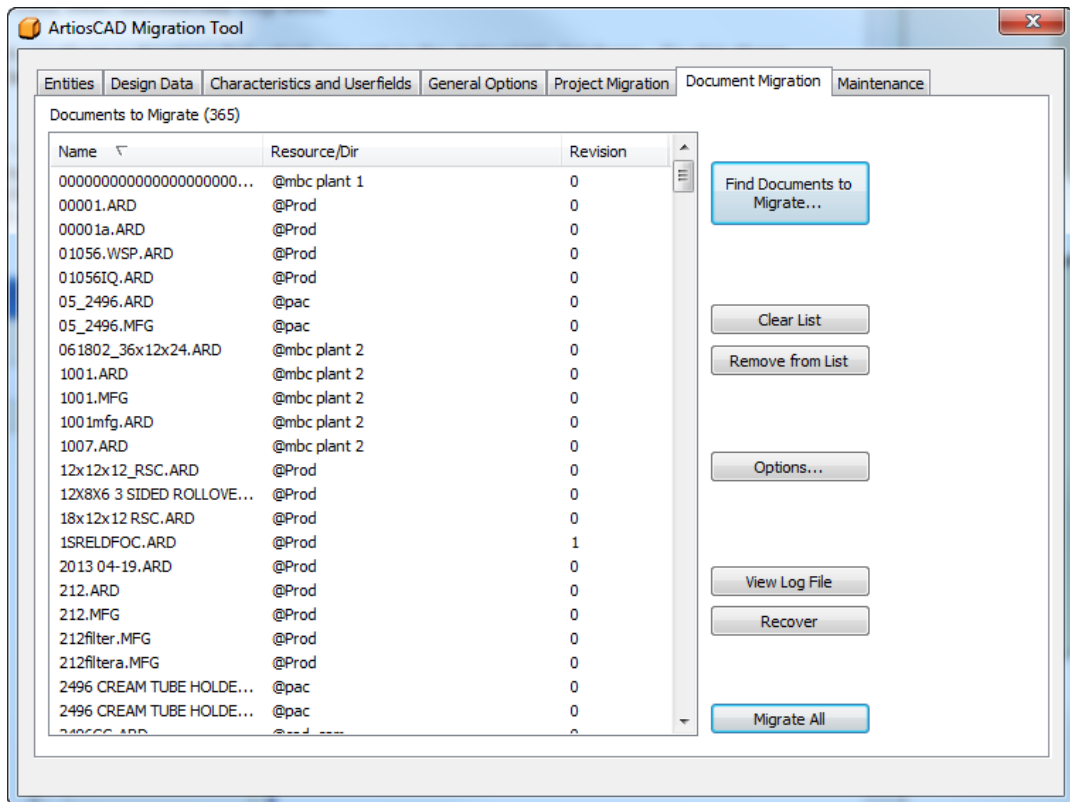 ArtiosCAD Migration Tool
Entities Design Data Characteristics and Userfields General Options Project Migration Document Migration Maintenance
Documents to Migrate (365)
Name Resource/Dir Revision
000000000000000000000... @mbc plant 1 0
00001.ARD @Prod 0
00001a.ARD @Prod 0
01056.WSP.ARD @Prod 0
01056IQ.ARD @Prod 0
05_2496.ARD @pac 0
05_2496.MFG @pac 0
061802_36x12x24.ARD @mbc plant 2 0
1001.ARD @mbc plant 2 0
1001.MFG @mbc plant 2 0
1001mfg.ARD @mbc plant 2 0
1007.ARD @mbc plant 2 0
12x12x12_RSC.ARD @Prod 0
12X8X6 3 SIDED ROLLOVE... @Prod 0
18x12x12 RSC.ARD @Prod 0
1SRELDFOC.ARD @Prod 1
2013 04-19.ARD @Prod 0
212.ARD @Prod 0
212.MFG @Prod 0
212filter.MFG @Prod 0
212filtera.MFG @Prod 0
2496 CREAM TUBE HOLDE... @pac 0
2496 CREAM TUBE HOLDE... @pac 0
Find Documents to
Migrate...
Clear List
Remove from List
Options...
View Log File
Recover
Migrate All